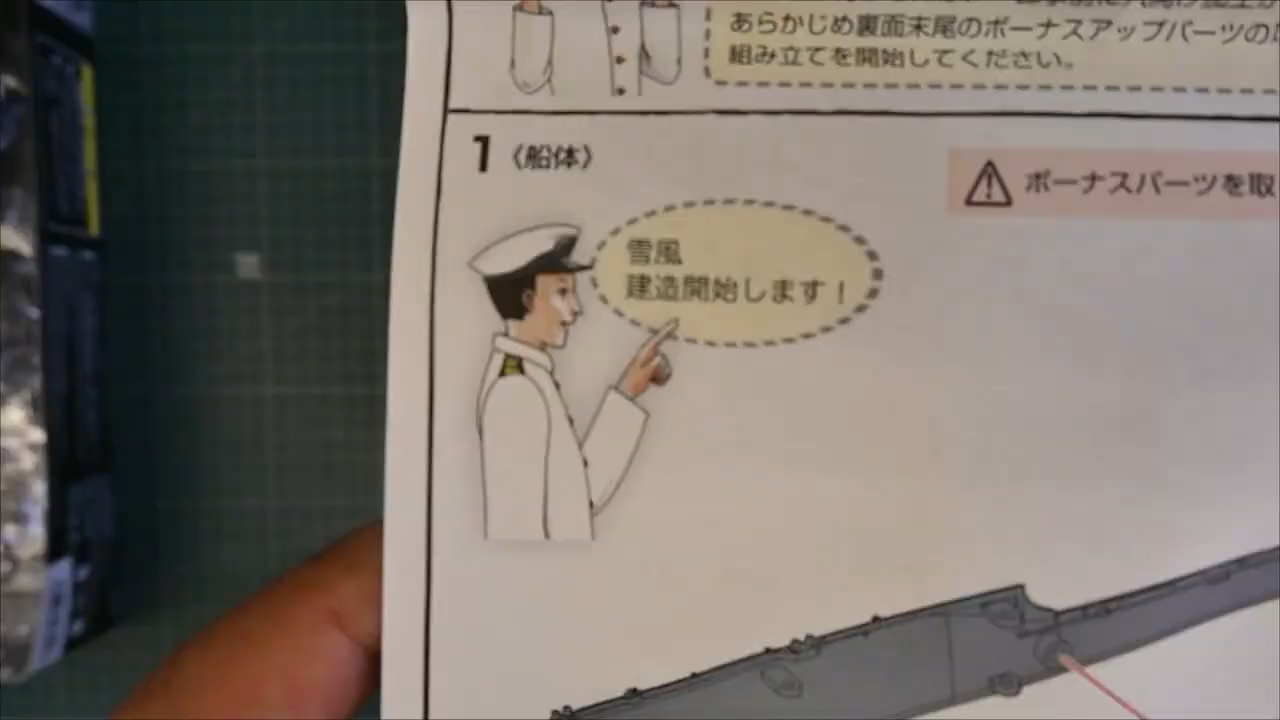 あらかじめ裏面末尾のボーナスアップパーツの
組み立てを開始してください。
1 〈船体〉
ボーナスパーツを取
雪風
建造開始します！